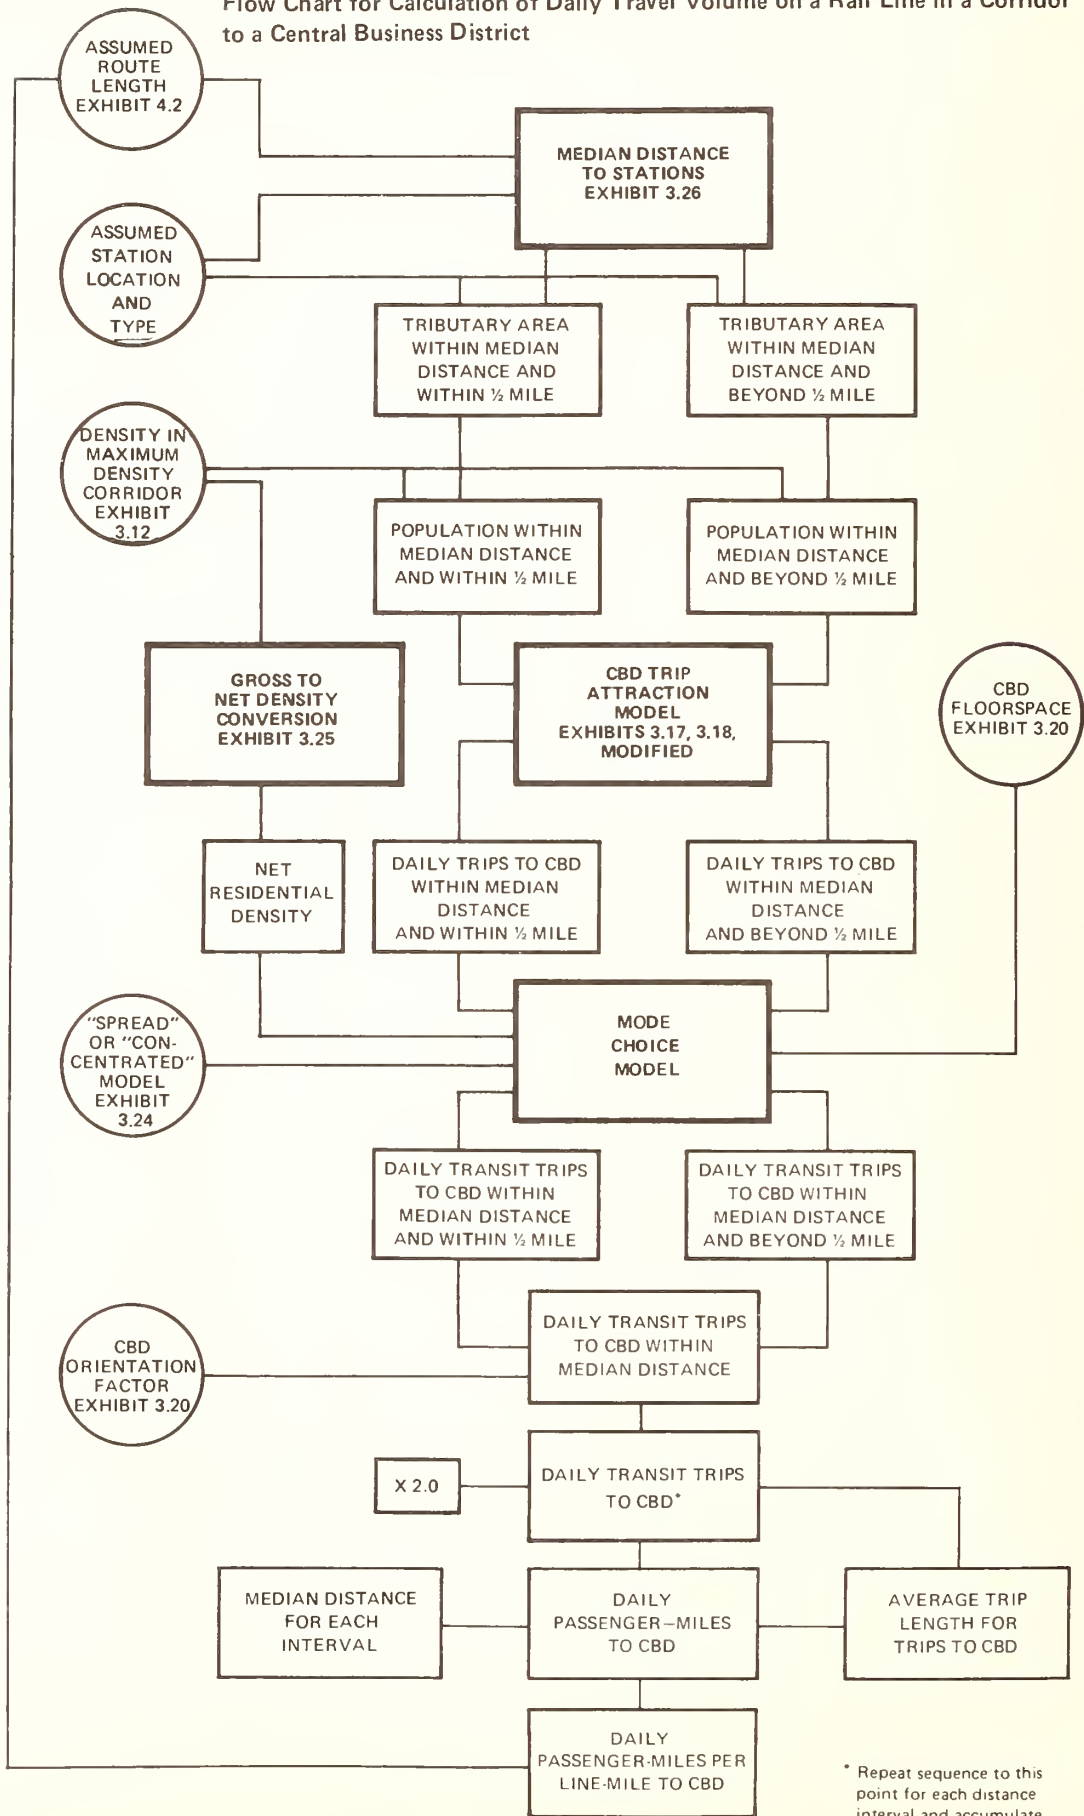 Flow Chart for Calculation of Daily Travel Volume on a Rail Line in a Corridor
to a Central Business District
ASSUMED
ROUTE
LENGTH
EXHIBIT 4.2
MEDIAN DISTANCE
TO STATIONS
EXHIBIT 3.26
ASSUMED
STATION
LOCATION
AND
TYPE
TRIBUTARY AREA
WITHIN MEDIAN
DISTANCE AND
WITHIN ½ MILE
TRIBUTARY AREA
WITHIN MEDIAN
DISTANCE AND
BEYOND ½ MILE
DENSITY IN
MAXIMUM
DENSITY
CORRIDOR
EXHIBIT
3.12
POPULATION WITHIN
MEDIAN DISTANCE
AND WITHIN ½ MILE
POPULATION WITHIN
MEDIAN DISTANCE
AND BEYOND ½ MILE
GROSS TO
NET DENSITY
CONVERSION
EXHIBIT 3.25
CBD TRIP
ATTRACTION
MODEL
EXHIBITS 3.17, 3.18,
MODIFIED
CBD
FLOORSPACE
EXHIBIT 3.20
NET
RESIDENTIAL
DENSITY
DAILY TRIPS TO CBD
WITHIN MEDIAN
DISTANCE
AND WITHIN ½ MILE
DAILY TRIPS TO CBD
WITHIN MEDIAN
DISTANCE
AND BEYOND ½ MILE
"SPREAD"
OR "CON-
CENTRATED"
MODEL
EXHIBIT
3.24
MODE
CHOICE
MODEL
DAILY TRANSIT TRIPS
TO CBD WITHIN
MEDIAN DISTANCE
AND WITHIN ½ MILE
DAILY TRANSIT TRIPS
TO CBD WITHIN
MEDIAN DISTANCE
AND BEYOND ½ MILE
CBD
ORIENTATION
FACTOR
EXHIBIT 3.20
DAILY TRANSIT TRIPS
TO CBD WITHIN
MEDIAN DISTANCE
X 2.0
DAILY TRANSIT TRIPS
TO CBD*
MEDIAN DISTANCE
FOR EACH
INTERVAL
DAILY
PASSENGER–MILES
TO CBD
AVERAGE TRIP
LENGTH FOR
TRIPS TO CBD
DAILY
PASSENGER-MILES PER
LINE-MILE TO CBD
* Repeat sequence to this
point for each distance
interval and accumulate